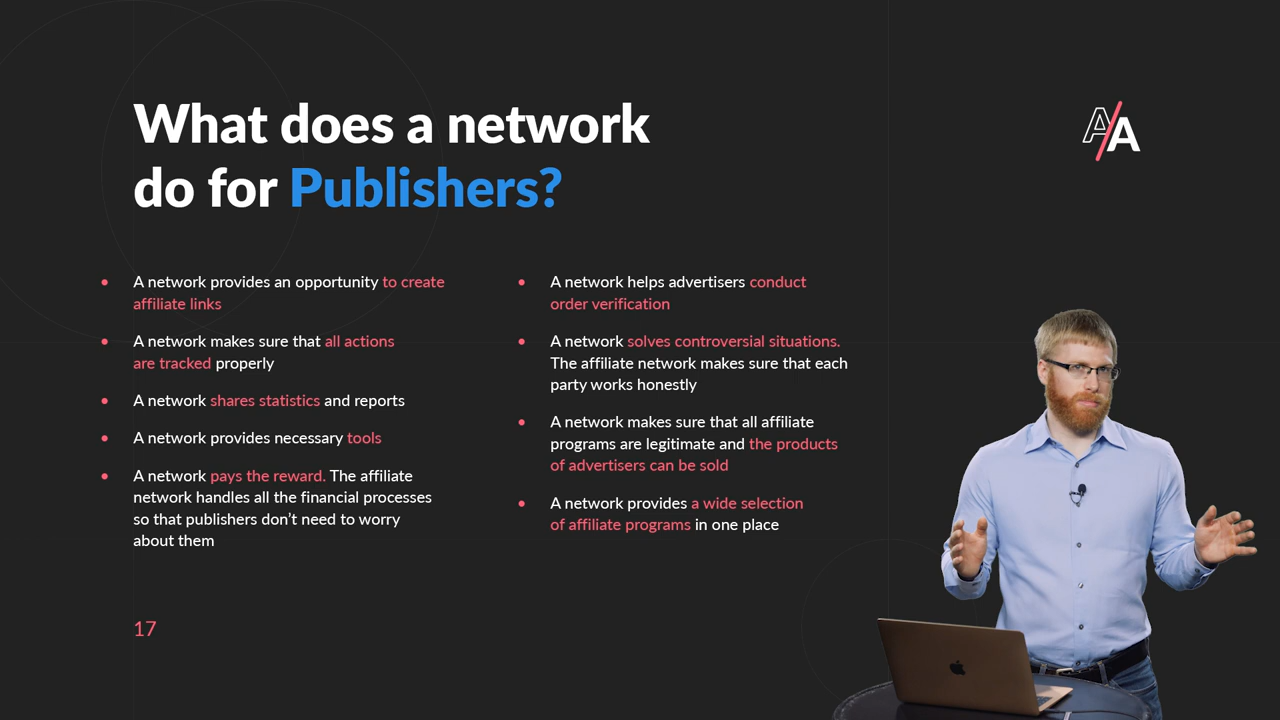 What does a network
do for Publishers?
AA
A network provides an opportunity to create
affiliate links
A network makes sure that all actions
are tracked properly
A network shares statistics and reports
A network provides necessary tools
A network pays the reward. The affiliate
network handles all the financial processes
so that publishers don’t need to worry
about them
A network helps advertisers conduct
order verification
A network solves controversial situations.
The affiliate network makes sure that each
party works honestly
A network makes sure that all affiliate
programs are legitimate and the products
of advertisers can be sold
A network provides a wide selection
of affiliate programs in one place
17